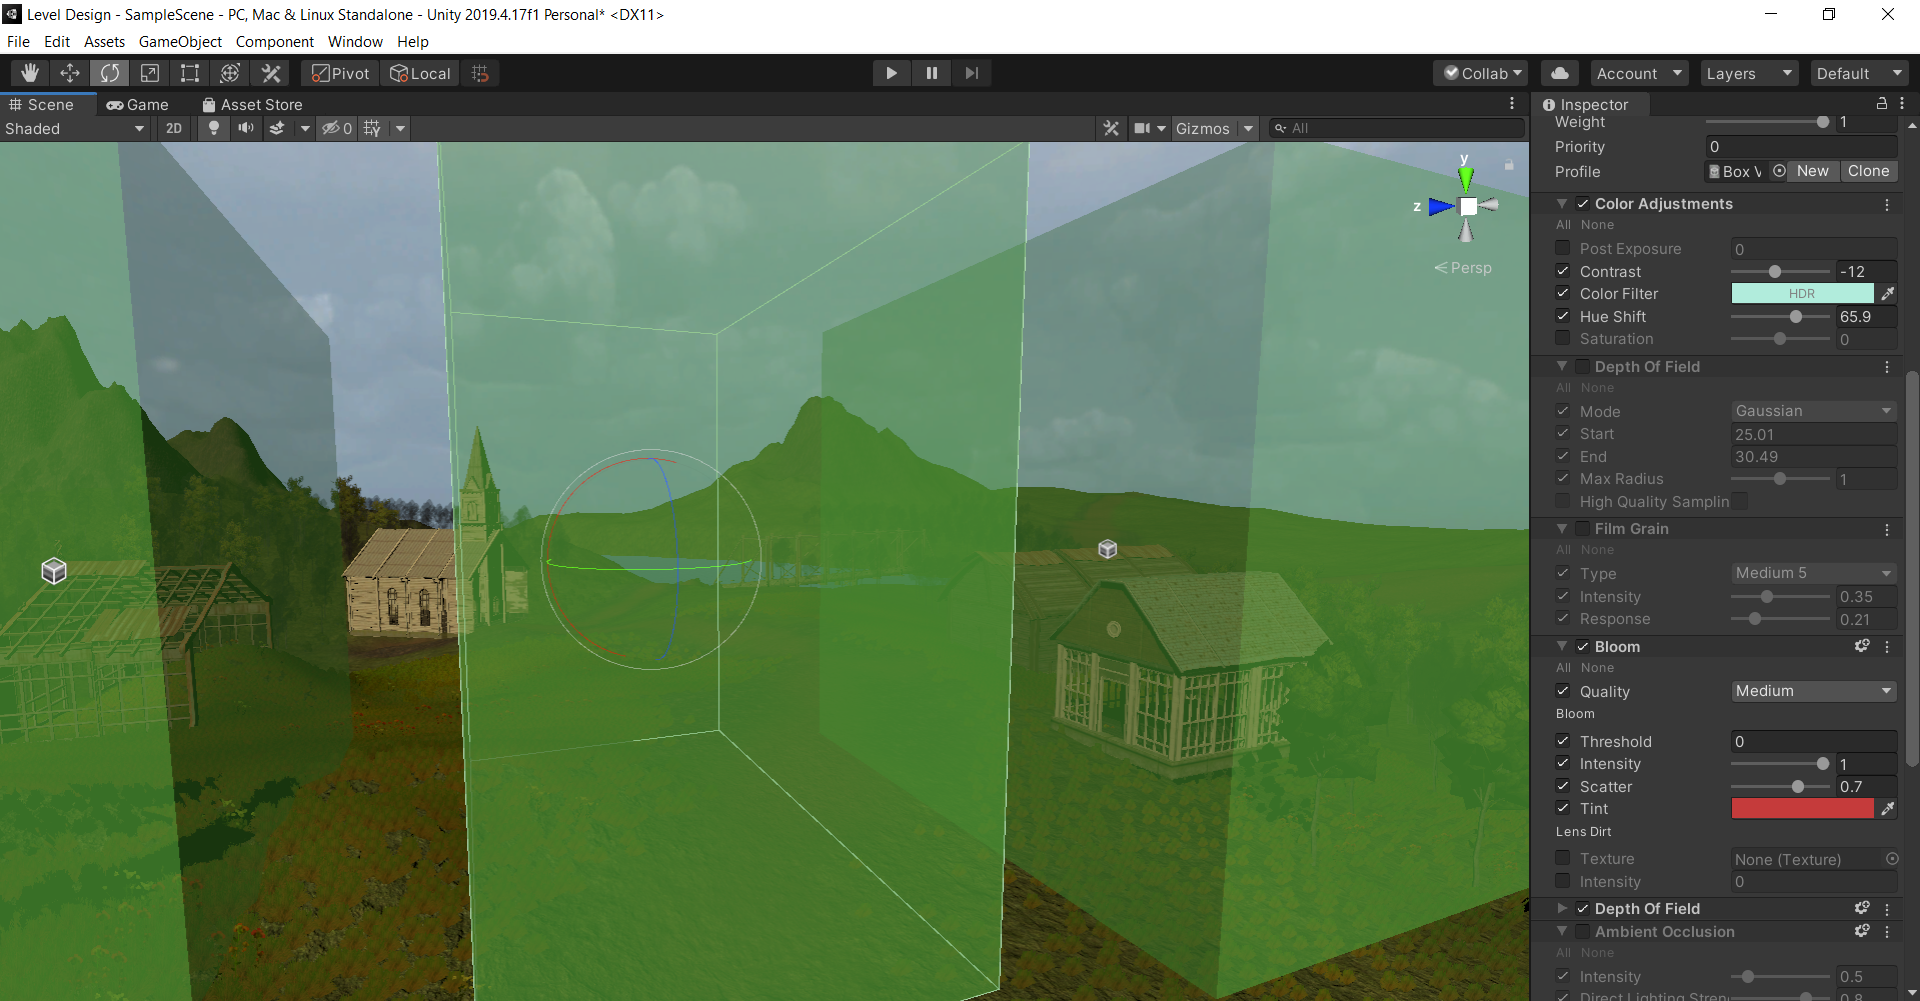 Level Design - SampleScene - PC, Mac & Linux Standalone - Unity 2019.4.17f1 Personal* <DX11>
File Edit Assets GameObject Component Window Help
Pivot Local Collab Account Layers Default
Scene Game Asset Store Inspector
Shaded 2D 0 Gizmos All
Weight 1
Priority 0
Profile Box V New Clone
Color Adjustments
All None
Post Exposure 0
Contrast -12
Color Filter HDR
Hue Shift 65.9
Saturation 0
Depth Of Field
All None
Mode Gaussian
Start 25.01
End 30.49
Max Radius 1
High Quality Samplin
Film Grain
All None
Type Medium 5
Intensity 0.35
Response 0.21
Bloom
All None
Quality Medium
Bloom
Threshold 0
Intensity 1
Scatter 0.7
Tint
Lens Dirt
Texture None (Texture)
Intensity 0
Depth Of Field
Ambient Occlusion
All None
Intensity 0.5
Direct Lighting Stren 0.8
y
z
Persp